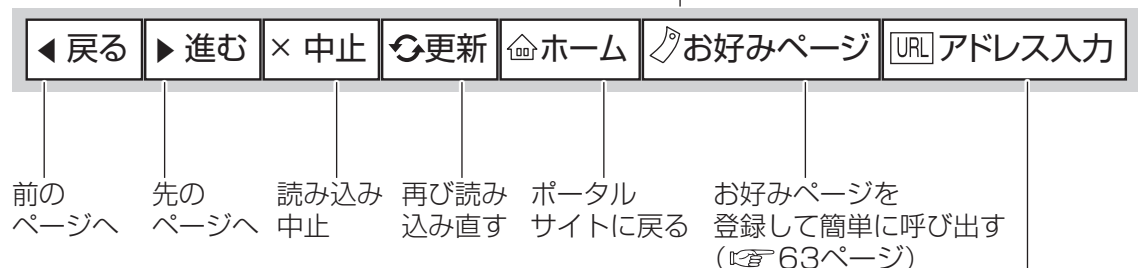 ◀ 戻る ▶ 進む × 中止 更新 ホーム お好みページ URL アドレス入力
前の
ページへ
先の
ページへ
読み込み
中止
再び読み
込み直す
ポータル
サイトに戻る
お好みページを
登録して簡単に呼び出す
(☞63ページ)